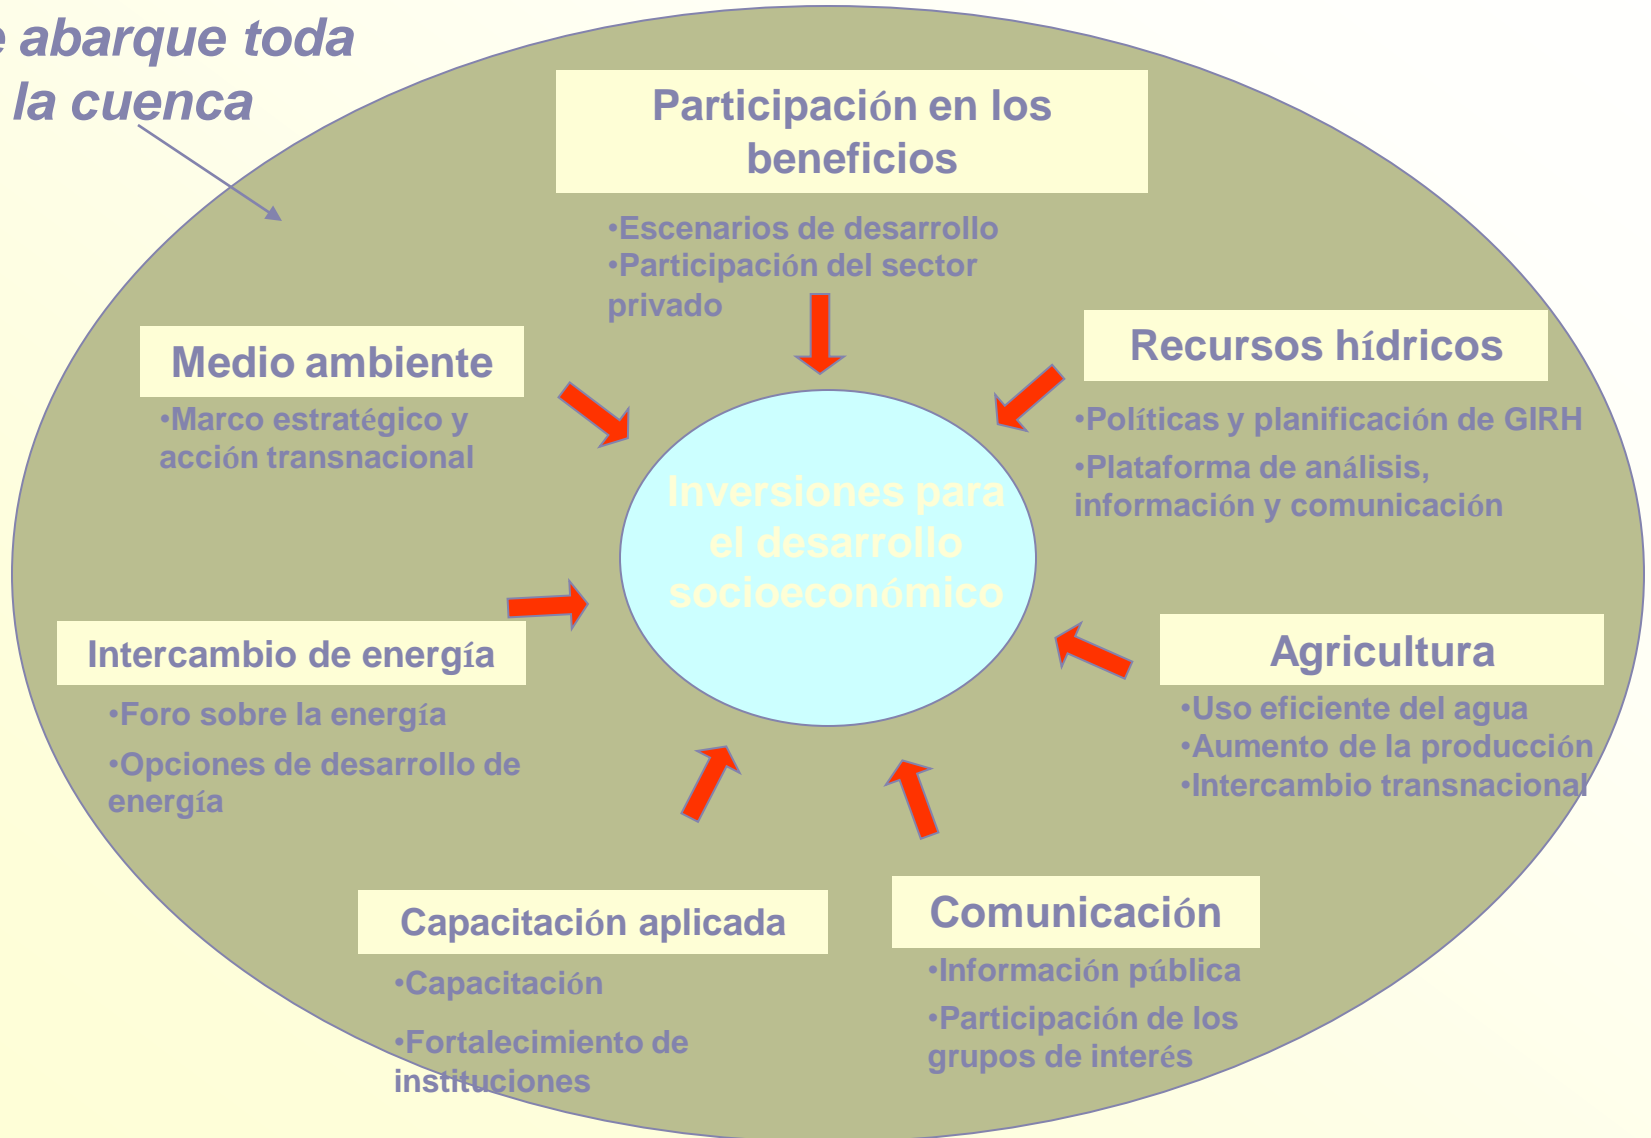 abarque toda
la cuenca
Participación en los
beneficios
•Escenarios de desarrollo
•Participación del sector
privado
Medio ambiente
•Marco estratégico y
acción transnacional
Recursos hídricos
•Políticas y planificación de GIRH
•Plataforma de análisis,
información y comunicación
Inversiones para
el desarrollo
socioeconómico
Intercambio de energía
•Foro sobre la energía
•Opciones de desarrollo de
energía
Agricultura
•Uso eficiente del agua
•Aumento de la producción
•Intercambio transnacional
Capacitación aplicada
•Capacitación
•Fortalecimiento de
instituciones
Comunicación
•Información pública
•Participación de los
grupos de interés